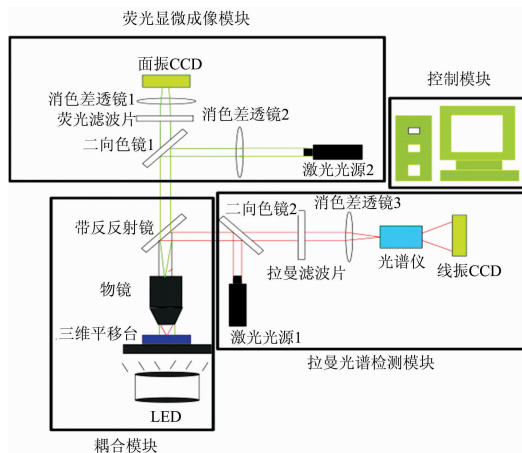 荧光显微成像模块
面振CCD
消色差透镜1
荧光滤波片
消色差透镜2
二向色镜1
激光光源2
控制模块
带反反射镜
物镜
三维平移台
LED
耦合模块
二向色镜2
消色差透镜3
拉曼滤波片
光谱仪
线振CCD
激光光源1
拉曼光谱检测模块